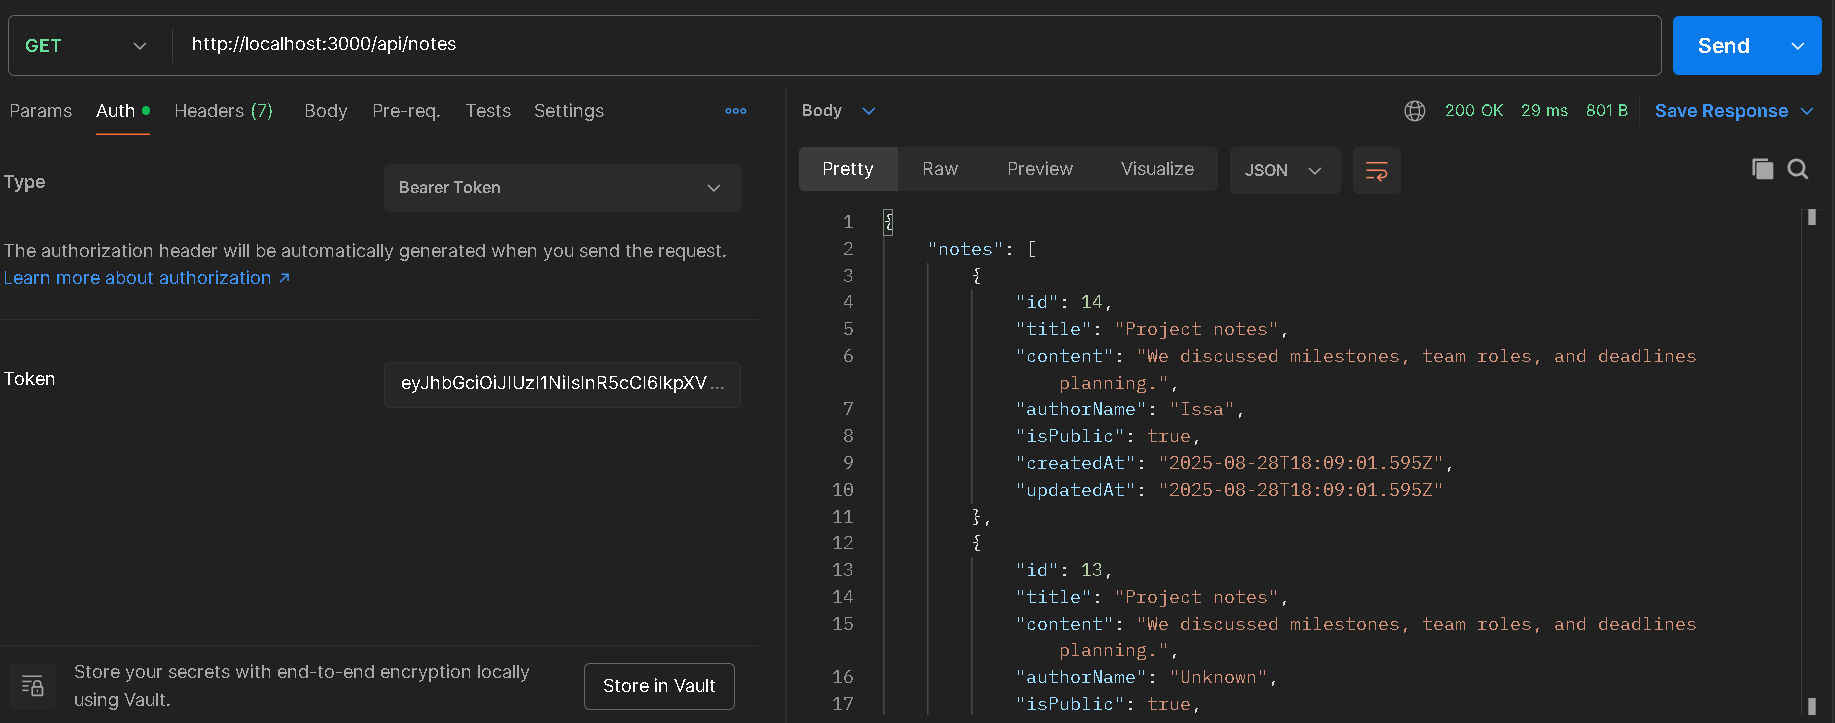 GET http://localhost:3000/api/notes Send
Params Auth Headers (7) Body Pre-req. Tests Settings
Type Bearer Token
The authorization header will be automatically generated when you send the request.
Learn more about authorization ↗
Token eyJhbGciOiJIUzI1NiIsInR5cCI6IkpXV ...
Store your secrets with end-to-end encryption locally
using Vault.
Store in Vault
Body 200 OK 29 ms 801 B Save Response
Pretty Raw Preview Visualize JSON
1 {
2 "notes": [
3 {
4 "id": 14,
5 "title": "Project notes",
6 "content": "We discussed milestones, team roles, and deadlines
planning.",
7 "authorName": "Issa",
8 "isPublic": true,
9 "createdAt": "2025-08-28T18:09:01.595Z",
10 "updatedAt": "2025-08-28T18:09:01.595Z"
11 },
12 {
13 "id": 13,
14 "title": "Project notes",
15 "content": "We discussed milestones, team roles, and deadlines
planning.",
16 "authorName": "Unknown",
17 "isPublic": true,